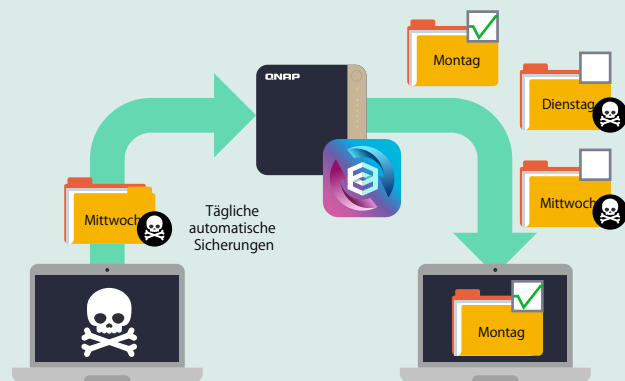 QNAP
Montag
Dienstag
Mittwoch
Mittwoch
Tägliche
automatische
Sicherungen
Montag